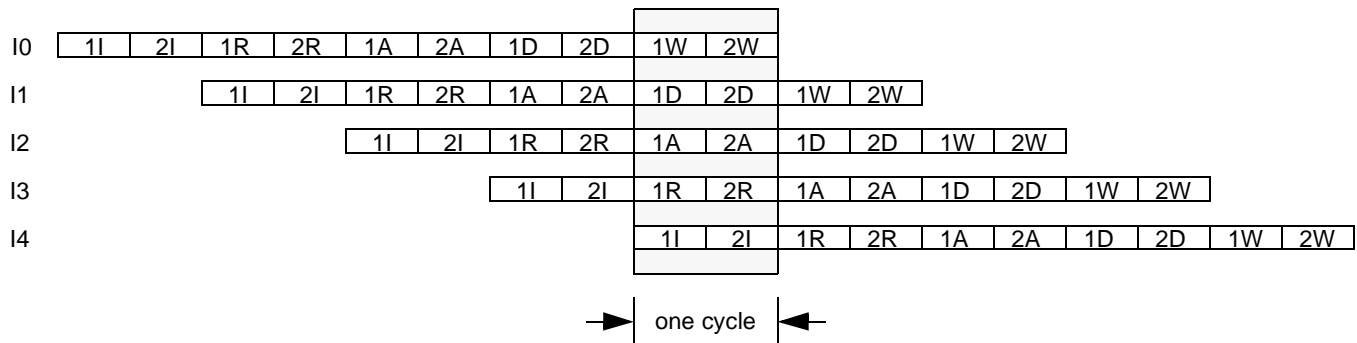 I0 1I 2I 1R 2R 1A 2A 1D 2D 1W 2W
I1 1I 2I 1R 2R 1A 2A 1D 2D 1W 2W
I2 1I 2I 1R 2R 1A 2A 1D 2D 1W 2W
I3 1I 2I 1R 2R 1A 2A 1D 2D 1W 2W
I4 1I 2I 1R 2R 1A 2A 1D 2D 1W 2W
one cycle